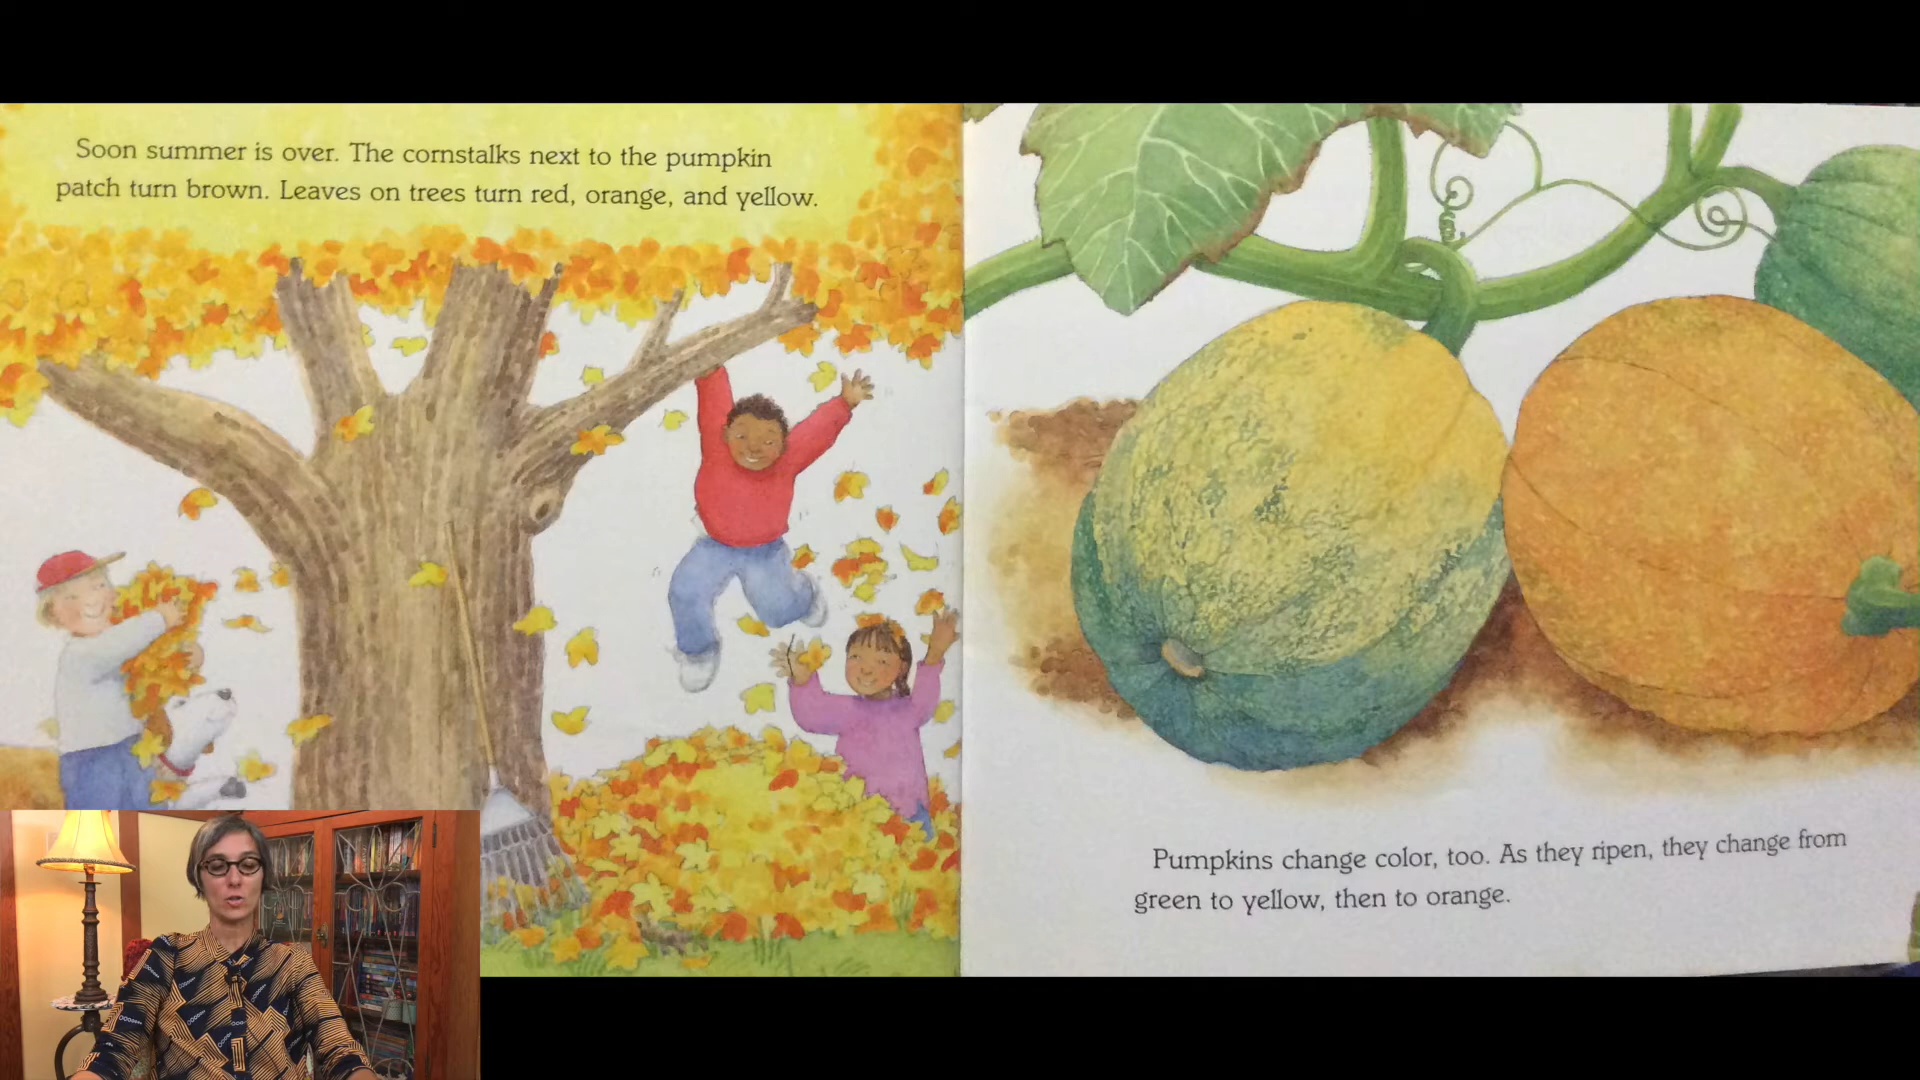 Soon summer is over. The cornstalks next to the pumpkin
patch turn brown. Leaves on trees turn red, orange, and yellow.
Pumpkins change color, too. As they ripen, they change from
green to yellow, then to orange.